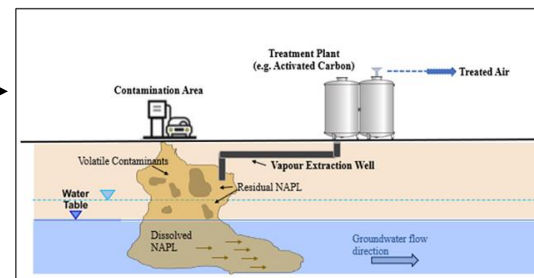 Treatment Plant
(e.g. Activated Carbon)
Treated Air
Contamination Area
Volatile Contaminants
Vapour Extraction Well
Residual NAPL
Water
Table
Dissolved
NAPL
Groundwater flow
direction